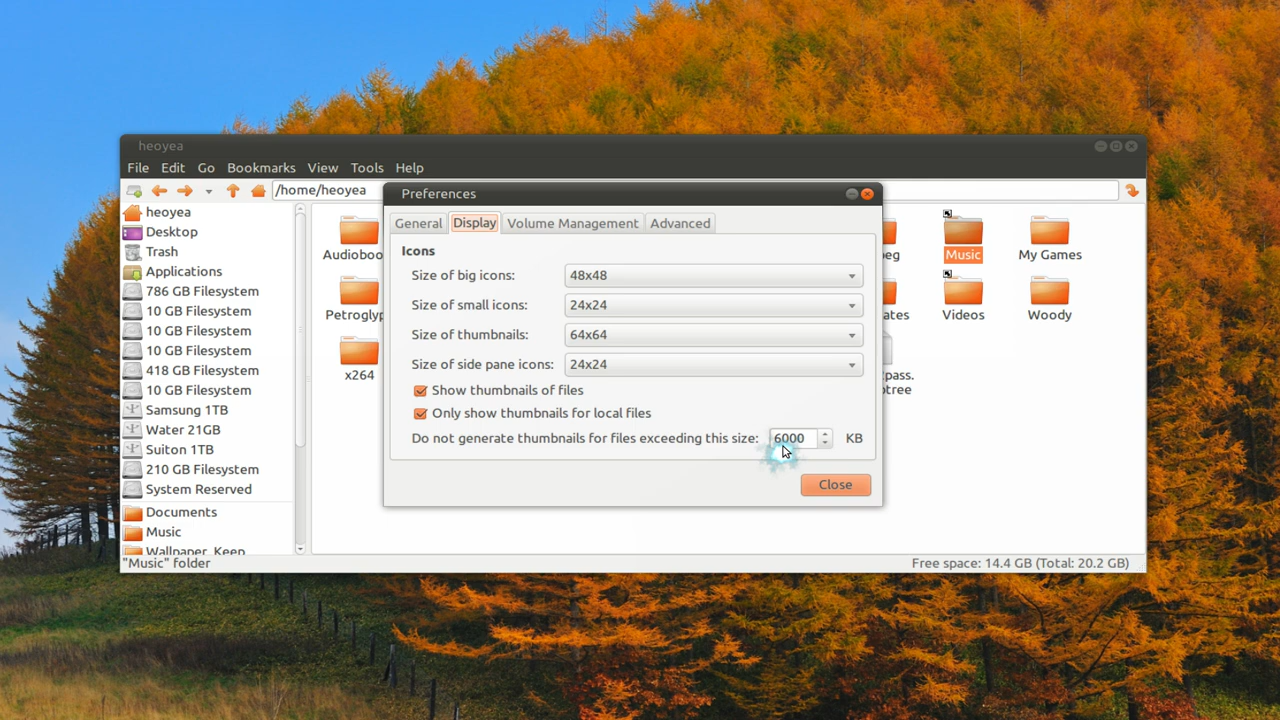 heoyea
File Edit Go Bookmarks View Tools Help
/home/heoyea
heoyea
Desktop
Trash
Applications
786 GB Filesystem
10 GB Filesystem
10 GB Filesystem
10 GB Filesystem
418 GB Filesystem
10 GB Filesystem
Samsung 1TB
Water 21GB
Suiton 1TB
210 GB Filesystem
System Reserved
Documents
Music
Wallpaper_Keep
Audioboo
Petroglyp
x264
Preferences
General Display Volume Management Advanced
Icons
Size of big icons: 48x48
Size of small icons: 24x24
Size of thumbnails: 64x64
Size of side pane icons: 24x24
Show thumbnails of files
Only show thumbnails for local files
Do not generate thumbnails for files exceeding this size: 6000 KB
Close
eg Music My Games
ates Videos Woody
pass.
tree
"Music" folder
Free space: 14.4 GB (Total: 20.2 GB)